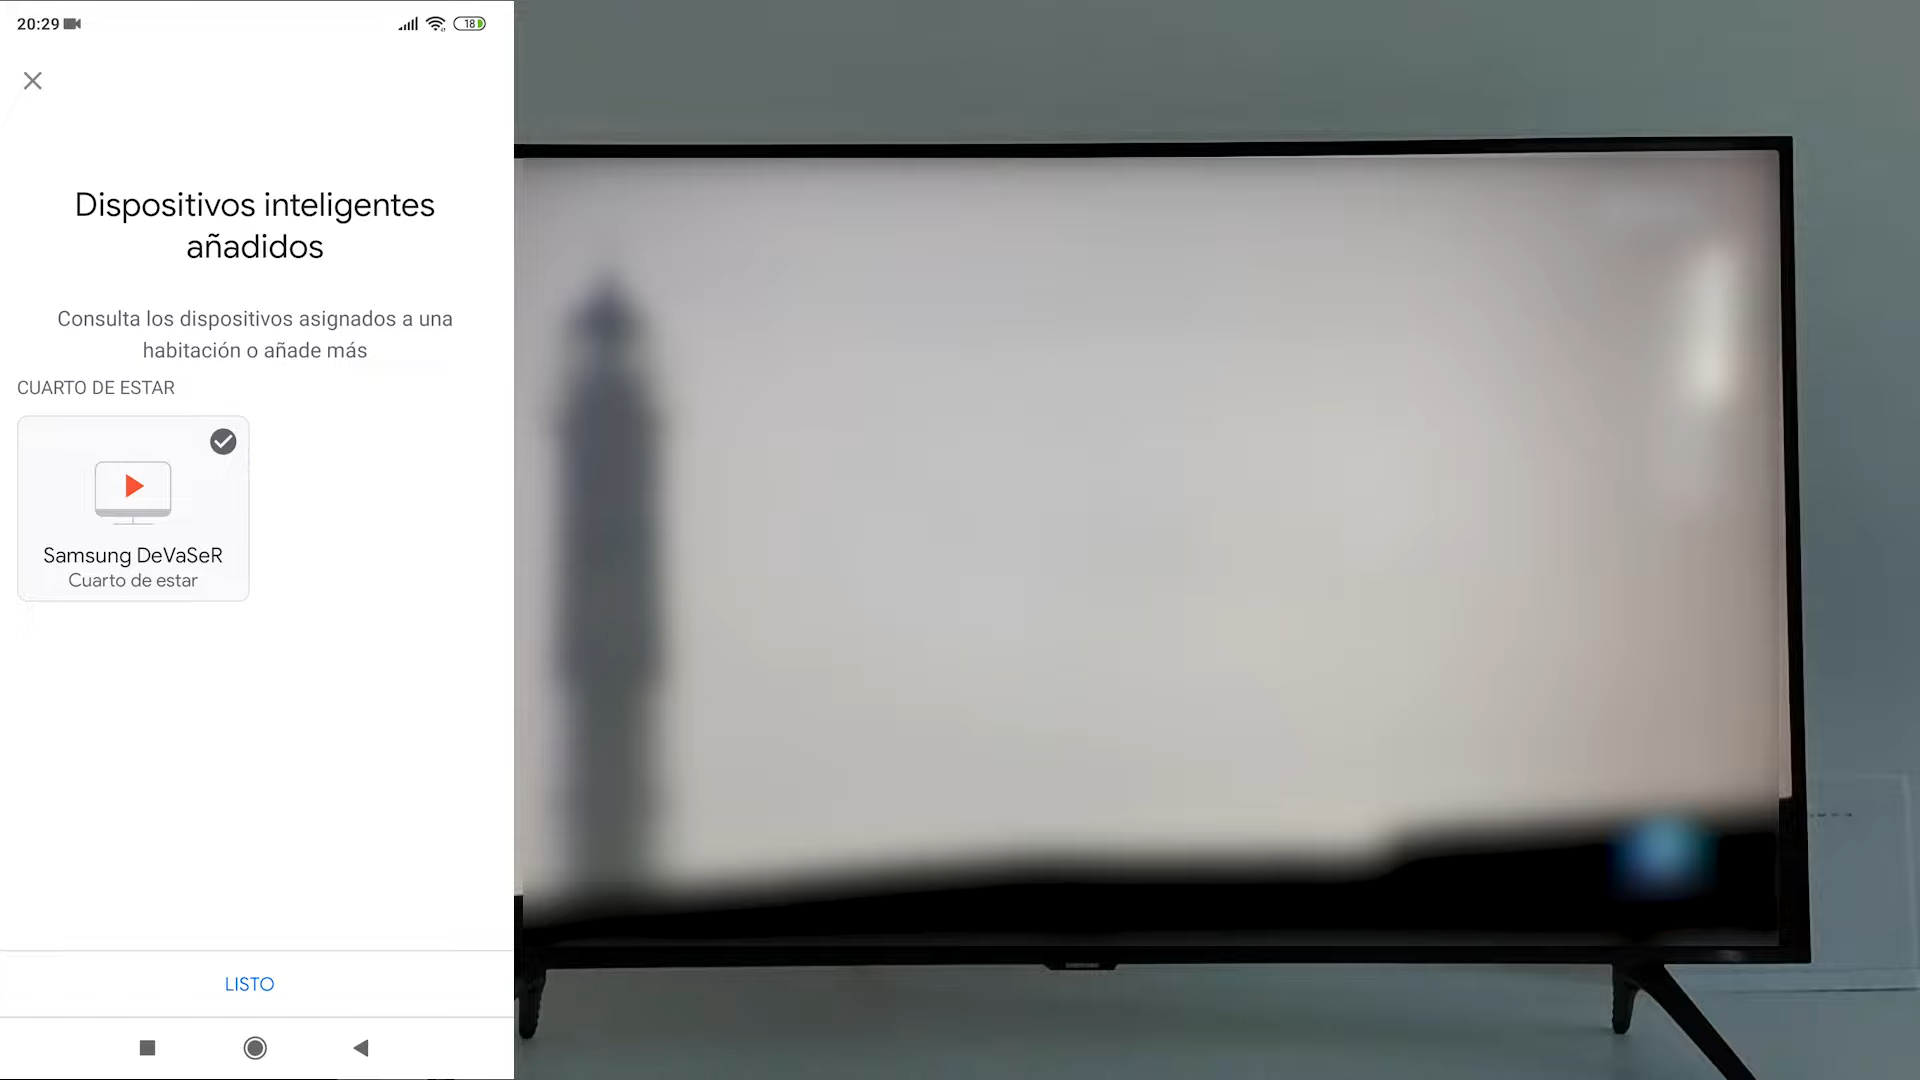 20:29
18
Dispositivos inteligentes
añadidos
Consulta los dispositivos asignados a una
habitación o añade más
CUARTO DE ESTAR
Samsung DeVaSeR
Cuarto de estar
LISTO